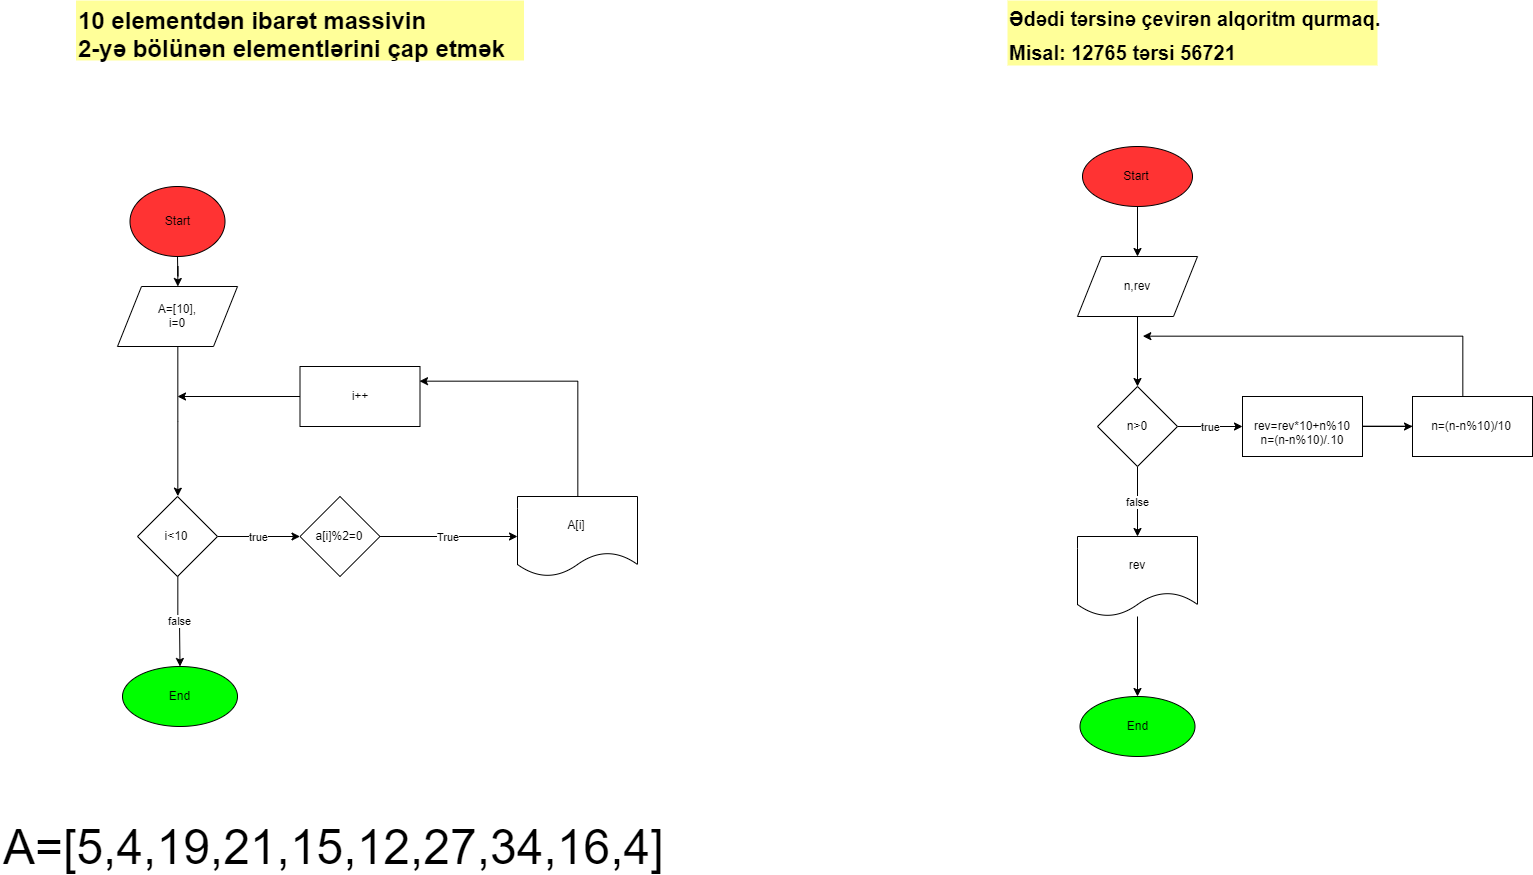 10 elementdən ibarət massivin
2-yə bölünən elementlərini çap etmək
Start
A=[10],
i=0
i++
i<10
true
a[i]%2=0
True
A[i]
false
End
A=[5,4,19,21,15,12,27,34,16,4]
Ədədi tərsinə çevirən alqoritm qurmaq.
Misal: 12765 tərsi 56721
Start
n,rev
n>0
true
rev=rev*10+n%10
n=(n-n%10)/.10
n=(n-n%10)/10
false
rev
End